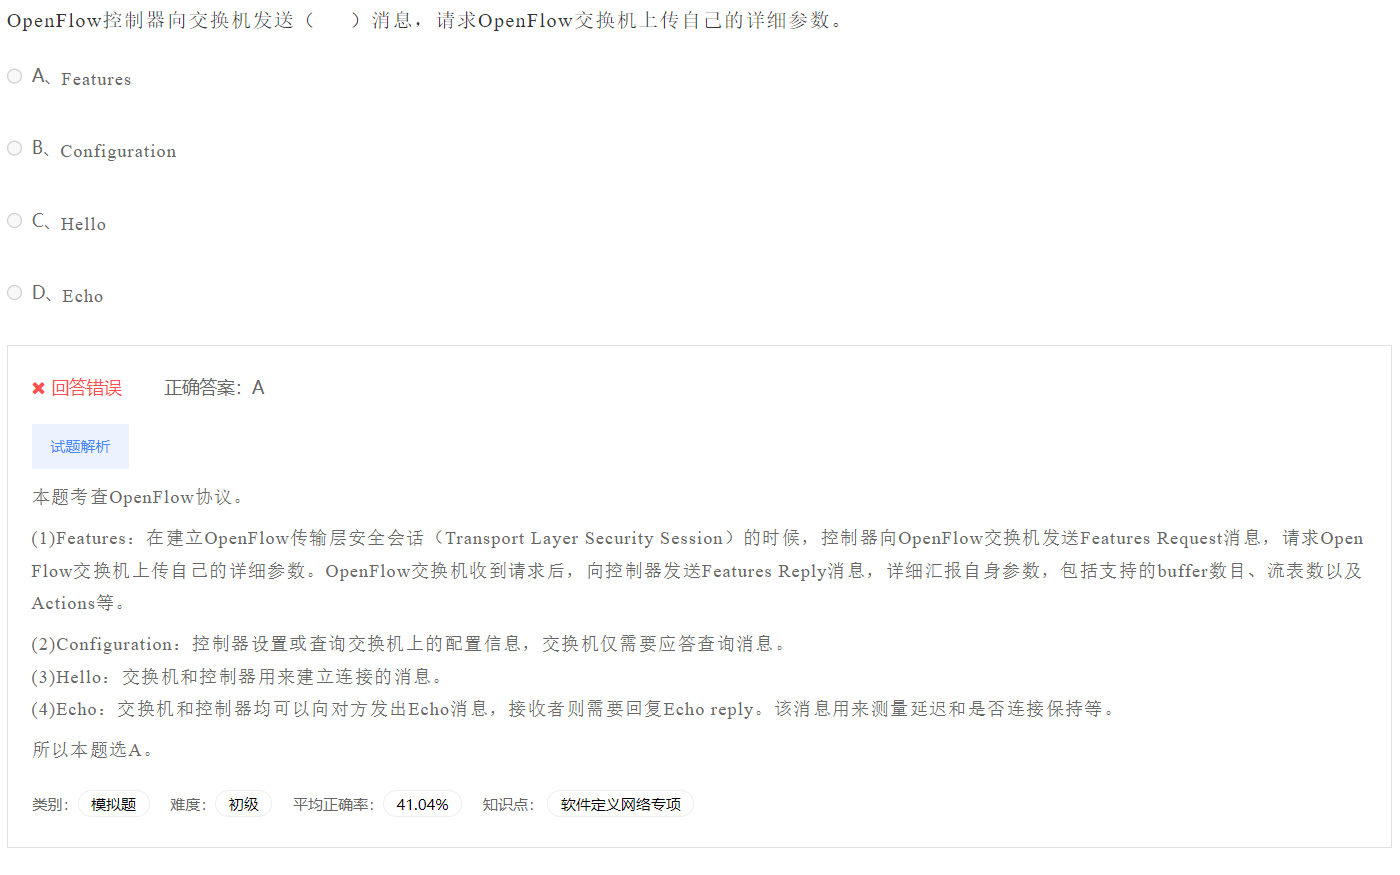 OpenFlow控制器向交换机发送（　　）消息，请求OpenFlow交换机上传自己的详细参数。
A、Features
B、Configuration
C、Hello
D、Echo
✖ 回答错误 正确答案：A
试题解析
本题考查OpenFlow协议。
(1)Features：在建立OpenFlow传输层安全会话（Transport Layer Security Session）的时候，控制器向OpenFlow交换机发送Features Request消息，请求Open
Flow交换机上传自己的详细参数。OpenFlow交换机收到请求后，向控制器发送Features Reply消息，详细汇报自身参数，包括支持的buffer数目、流表数以及
Actions等。
(2)Configuration：控制器设置或查询交换机上的配置信息，交换机仅需要应答查询消息。
(3)Hello：交换机和控制器用来建立连接的消息。
(4)Echo：交换机和控制器均可以向对方发出Echo消息，接收者则需要回复Echo reply。该消息用来测量延迟和是否连接保持等。
所以本题选A。
类别： 模拟题 难度： 初级 平均正确率： 41.04% 知识点： 软件定义网络专项